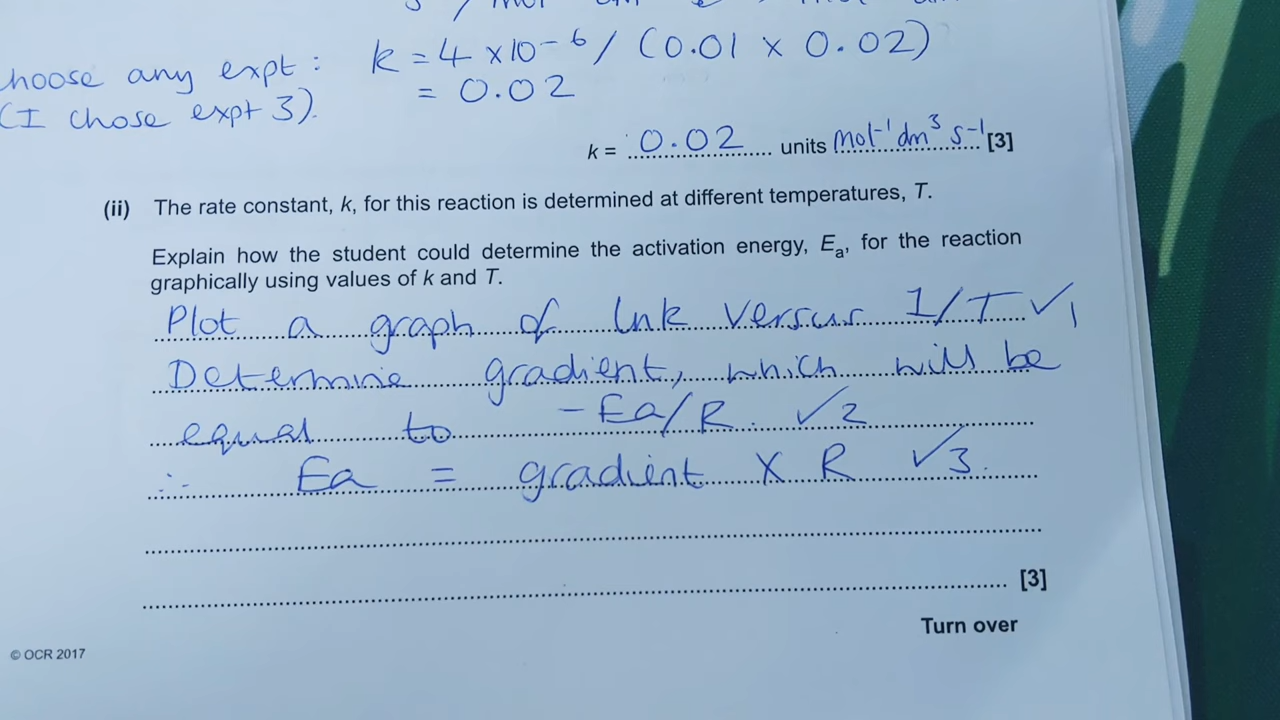 k = 4 x 10-6 / (0.01 x 0.02)
hoose any expt :
= 0.02
(I chose expt 3).
k = 0.02 units mol-1 dm3 s-1 [3]
(ii) The rate constant, k, for this reaction is determined at different temperatures, T.
Explain how the student could determine the activation energy, Ea, for the reaction
graphically using values of k and T.
Plot a graph of lnk versus 1/T ✓1
Determine gradient, which will be
equal to -Ea/R. ✓2
∴ Ea = gradient X R ✓3.
[3]
Turn over
© OCR 2017